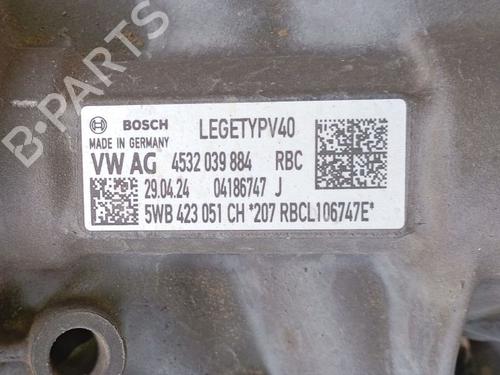 BOSCH LEGETYPV40
MADE IN GERMANY
VW AG 4532 039 884 RBC
29.04.24 04186747 J
5WB 423 051 CH *207 RBCL106747E*
B-PARTS